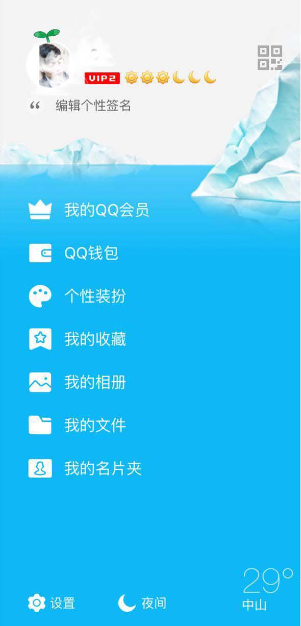 VIP2
“ 编辑个性签名
我的QQ会员
QQ钱包
个性装扮
我的收藏
我的相册
我的文件
我的名片夹
29°
设置
夜间
中山